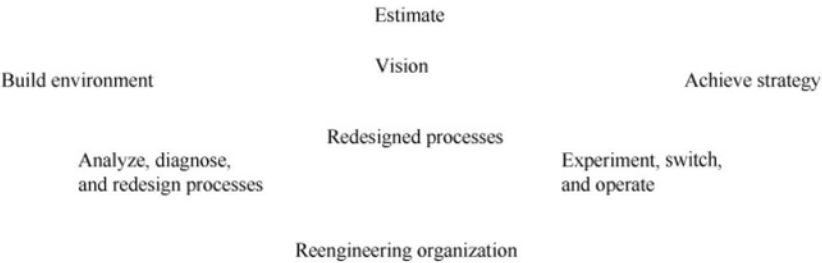 Estimate
Vision
Build environment
Achieve strategy
Redesigned processes
Analyze, diagnose,
and redesign processes
Experiment, switch,
and operate
Reengineering organization